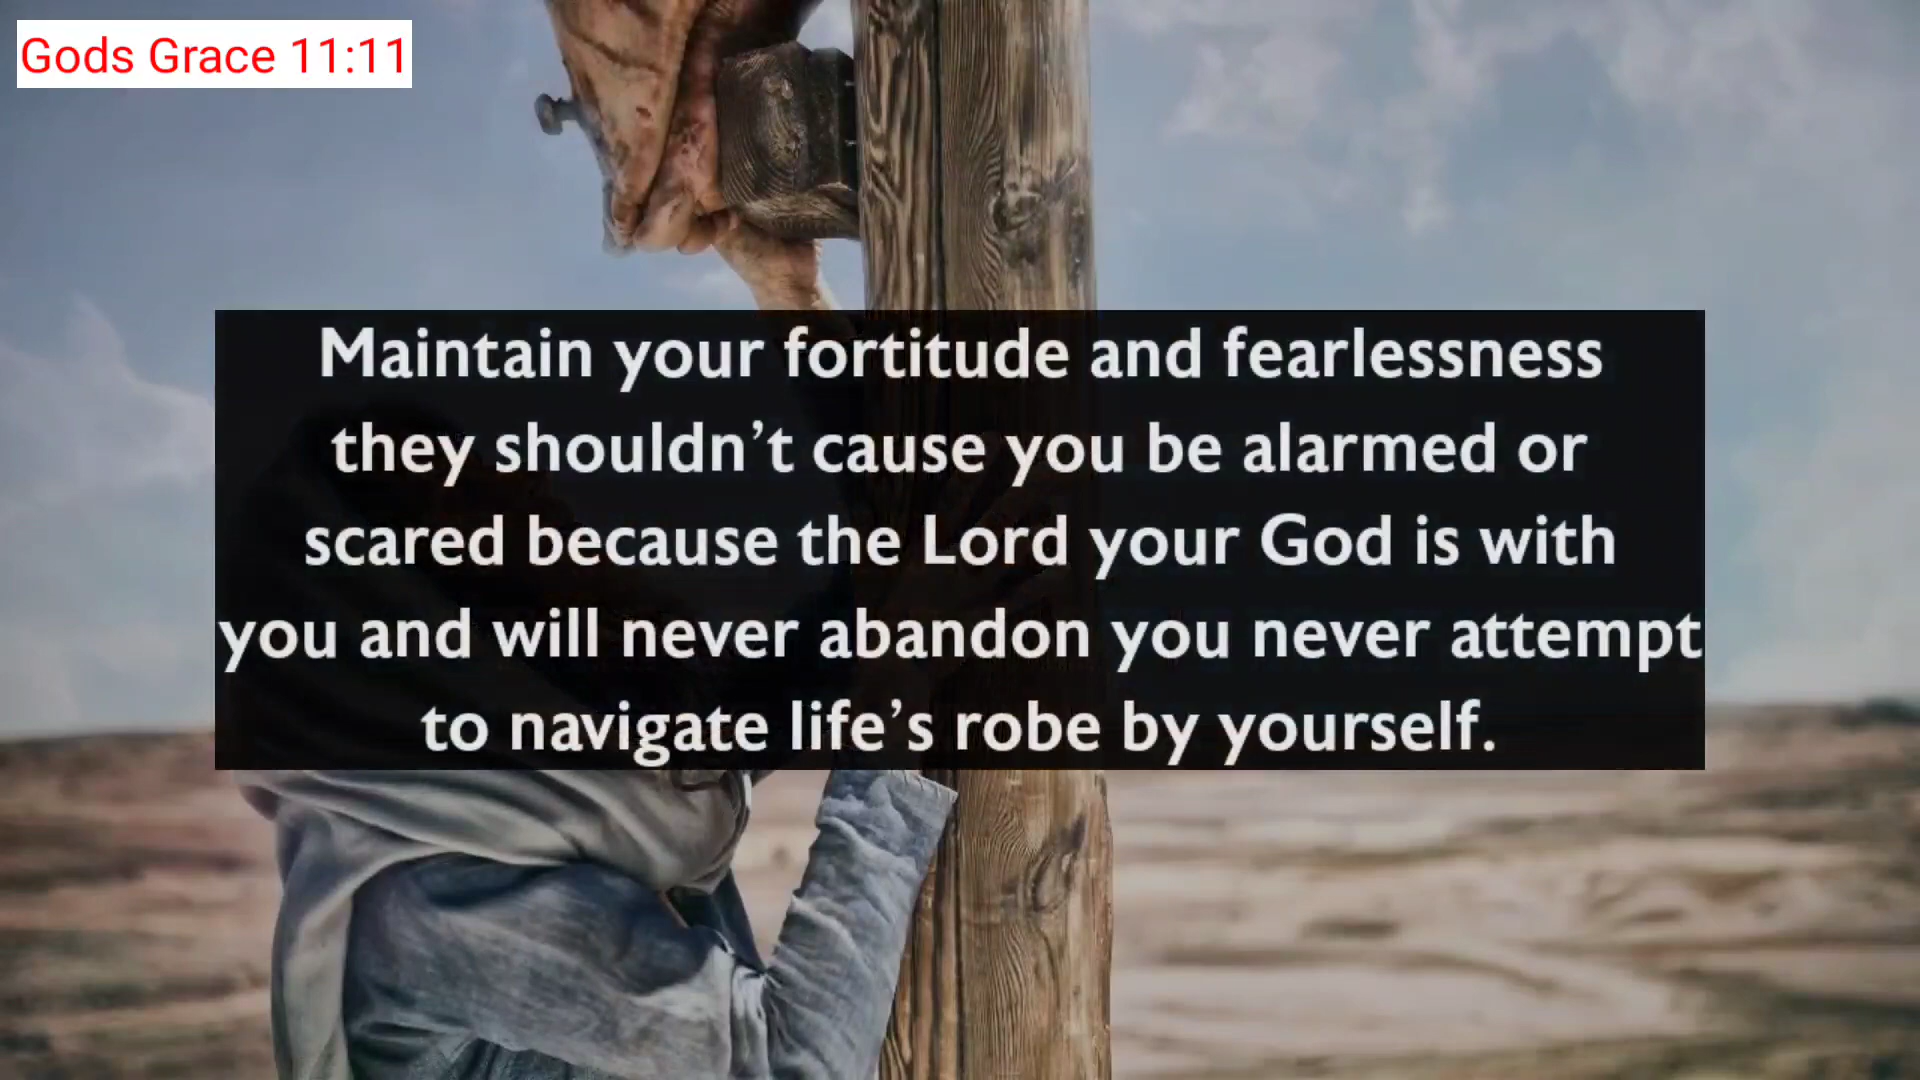 Gods Grace 11:11
Maintain your fortitude and fearlessness
they shouldn’t cause you be alarmed or
scared because the Lord your God is with
you and will never abandon you never attempt
to navigate life’s robe by yourself.